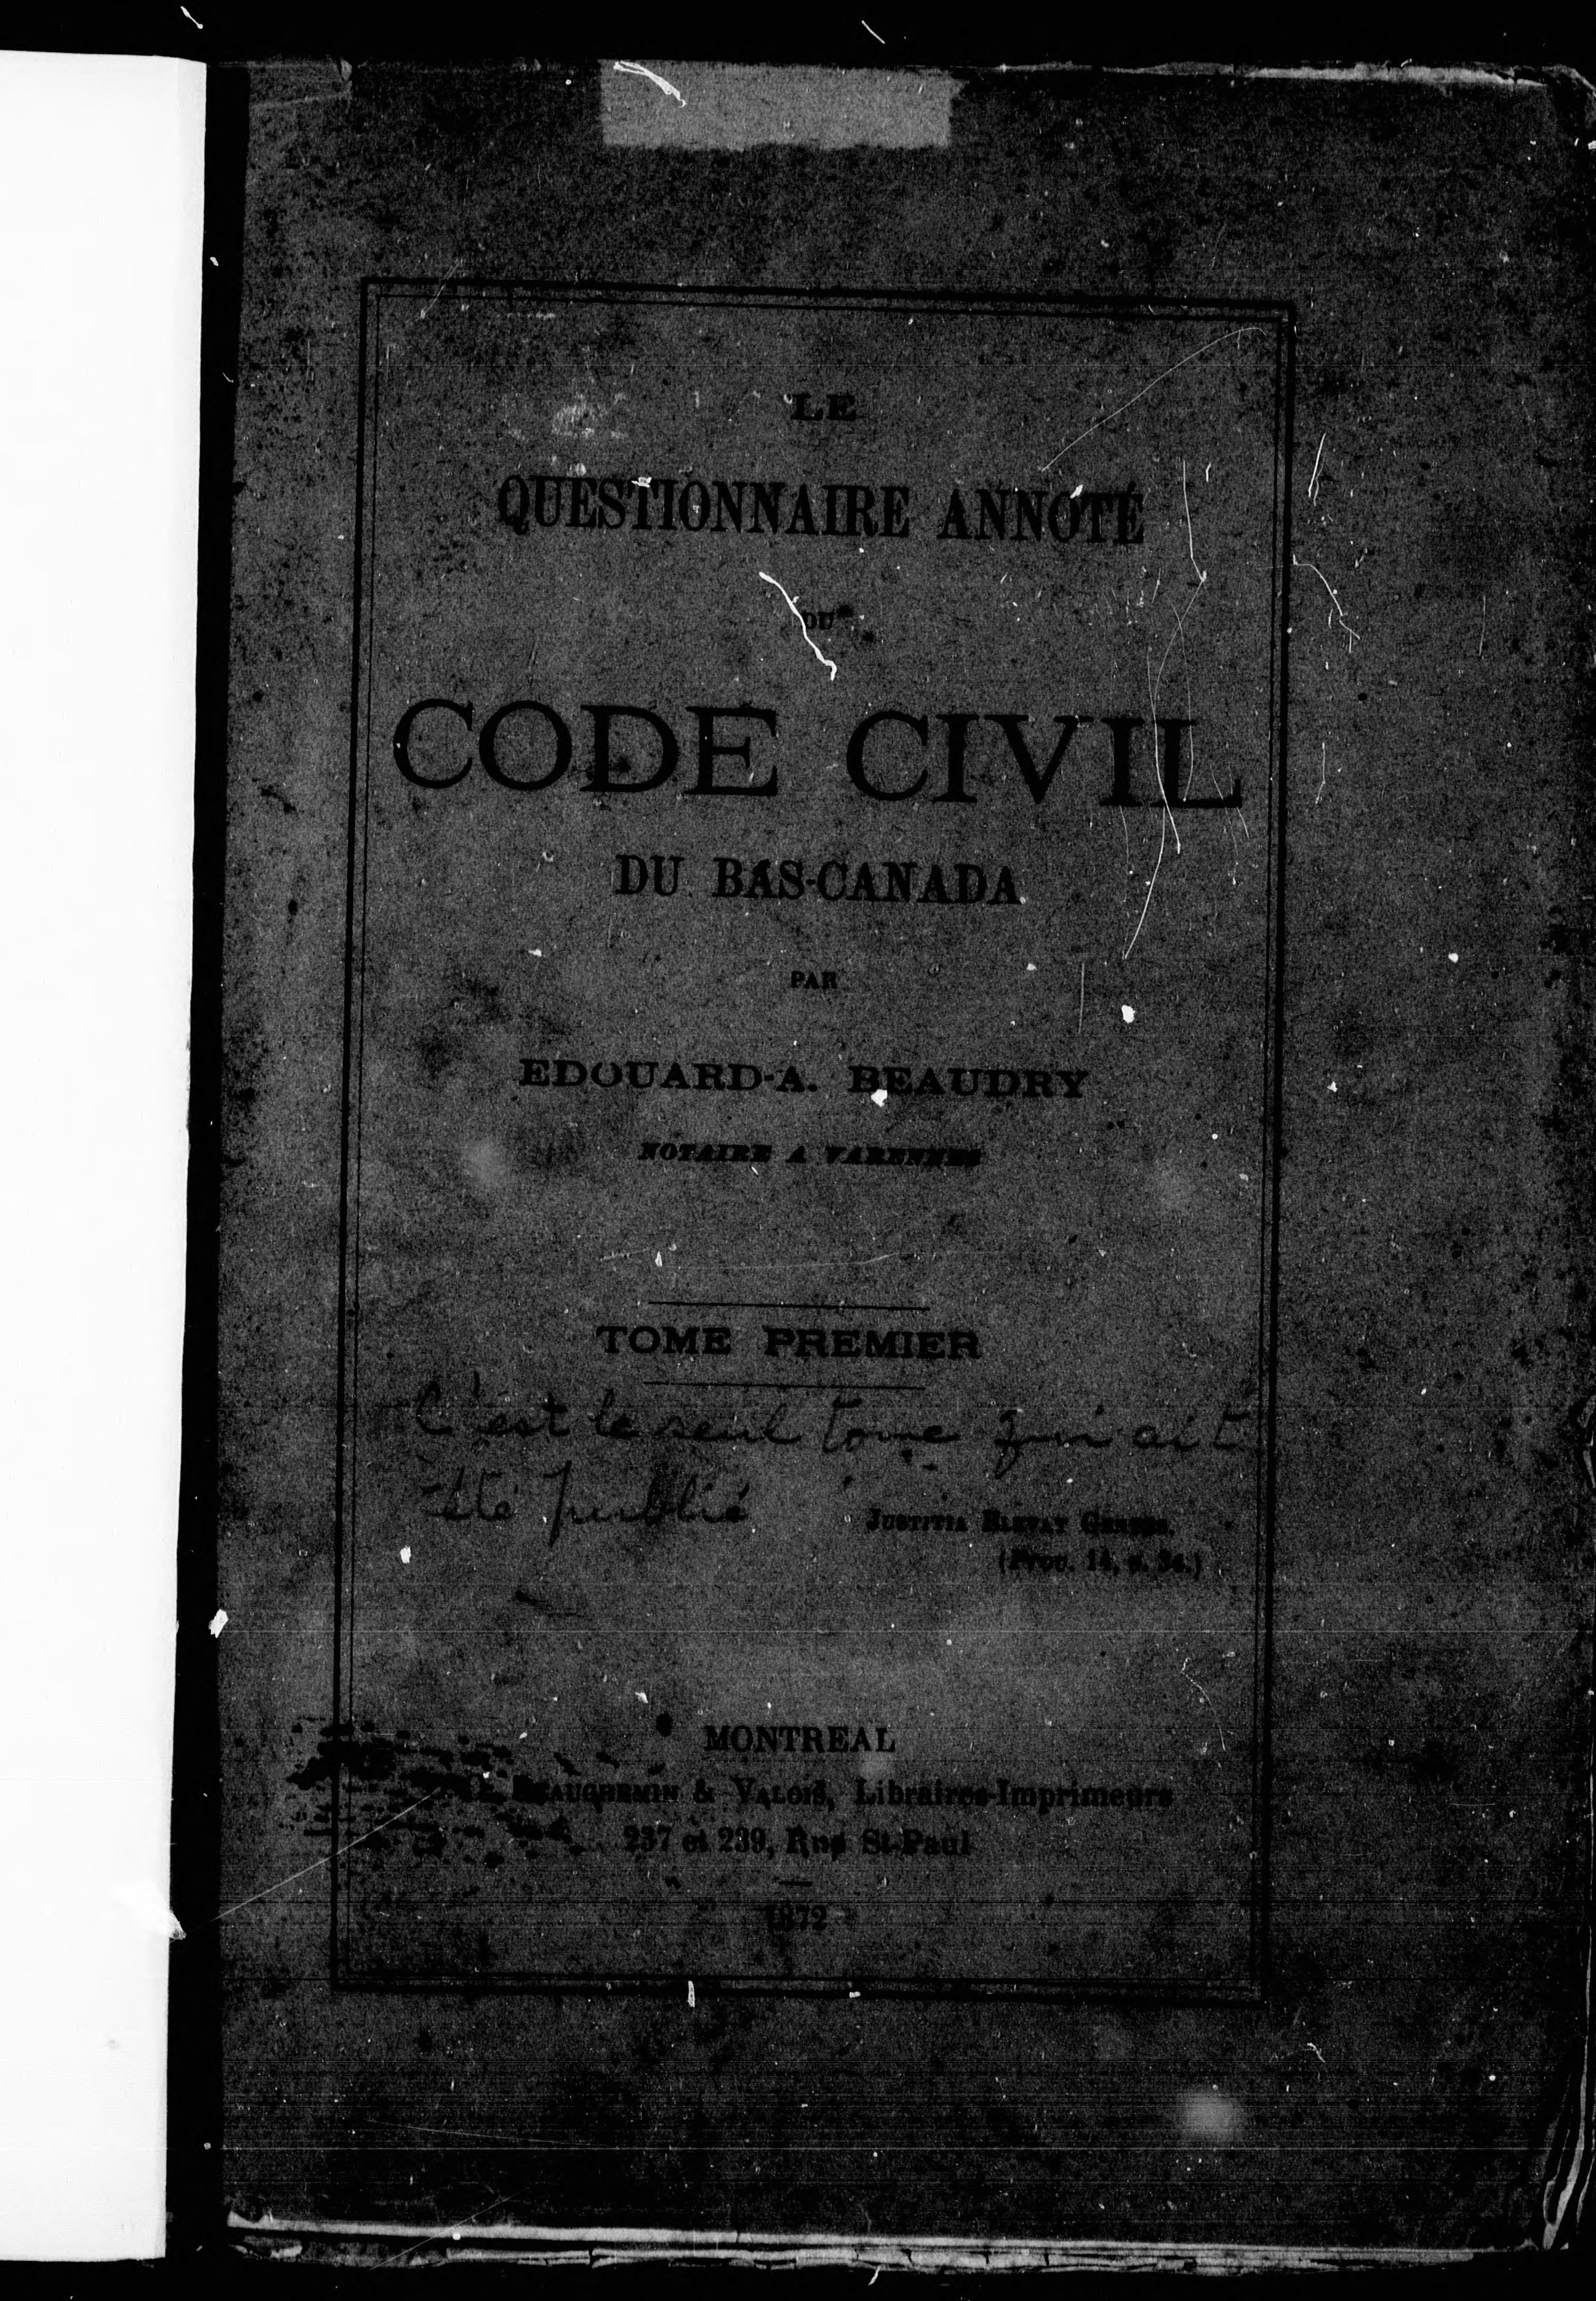 LE
QUESTIONNAIRE ANNOTÉ
DU
CODE CIVIL
DU BAS-CANADA
PAR
EDOUARD-A. BEAUDRY
NOTAIRE A VARENNES
TOME PREMIER
C'est le seul tome qui ait
été publié
JUSTITIA ELEVAT GENTES.
(Prov. 14, v. 34.)
MONTREAL
BEAUCHEMIN & VALOIS, Libraires-Imprimeurs
237 et 239, Rue St-Paul
1872